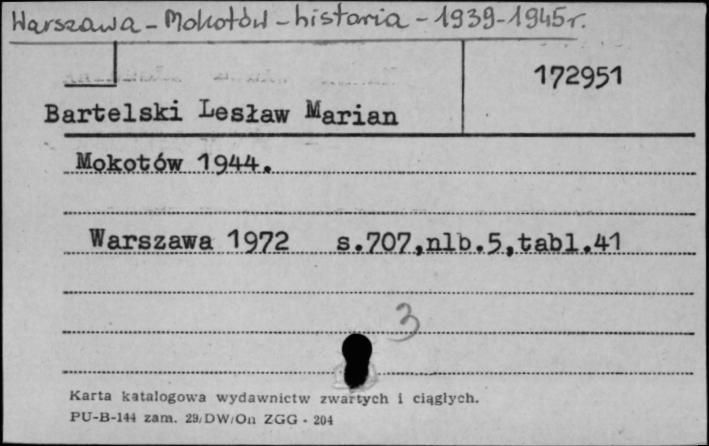 Warszawa - Mokotów - historia - 1939-1945 r.
172951
Bartelski Lesław Marian
Mokotów 1944.
Warszawa 1972 s.707,nlb.5,tabl.41
3
Karta katalogowa wydawnictw zwartych i ciągłych.
PU-B-144 zam. 29/DW/On ZGG - 204